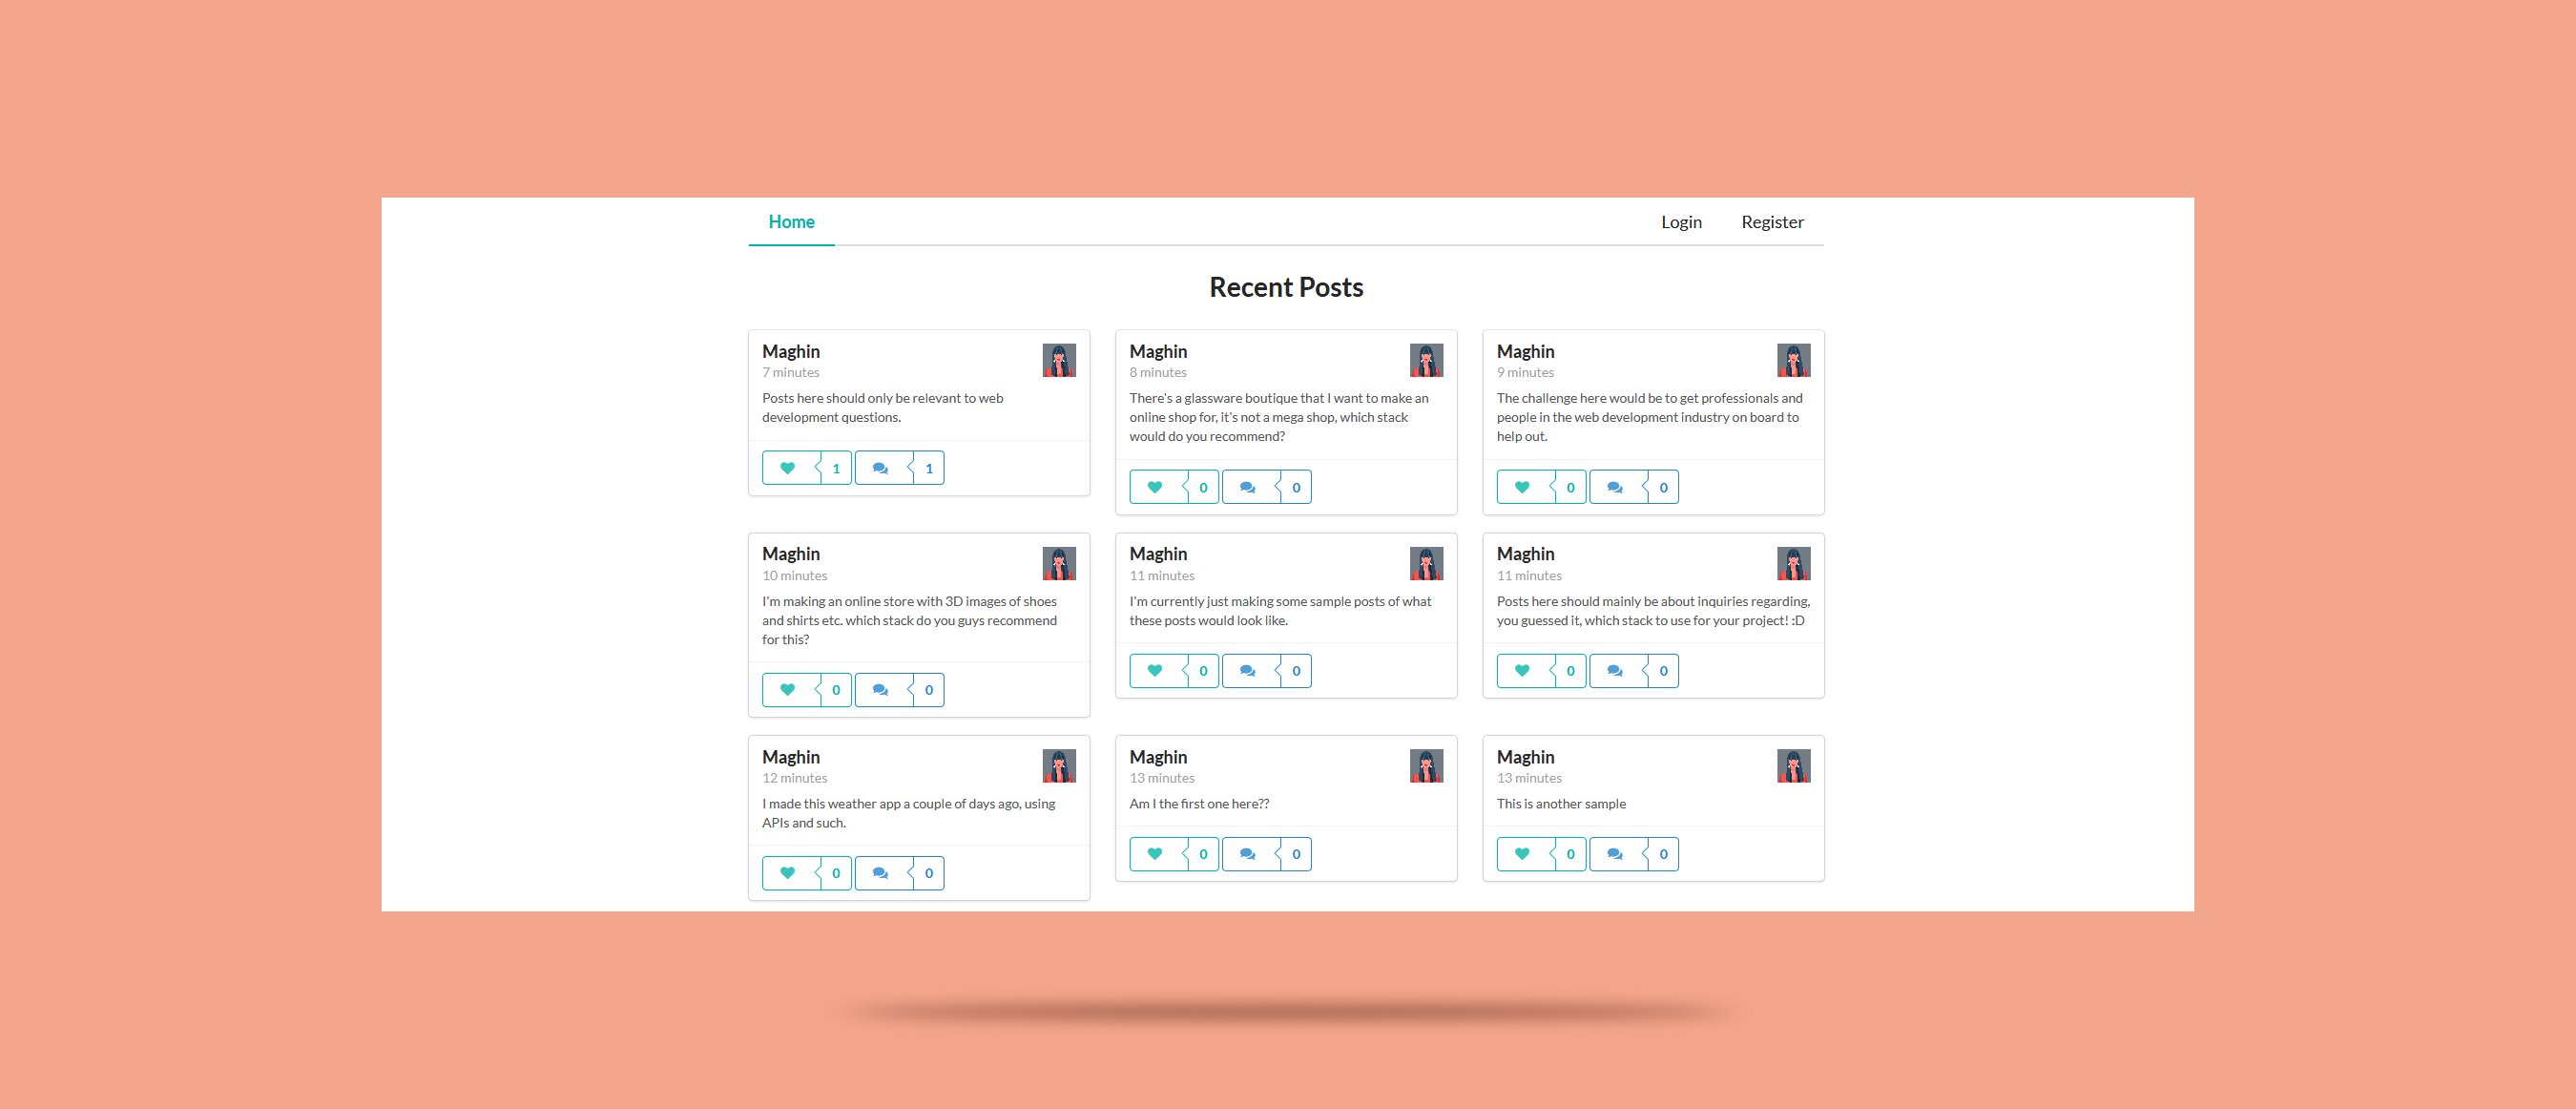 Home
Login
Register
Recent Posts
Maghin
7 minutes
Posts here should only be relevant to web
development questions.
1
1
Maghin
8 minutes
There's a glassware boutique that I want to make an
online shop for, it's not a mega shop, which stack
would do you recommend?
0
0
Maghin
9 minutes
The challenge here would be to get professionals and
people in the web development industry on board to
help out.
0
0
Maghin
10 minutes
I'm making an online store with 3D images of shoes
and shirts etc. which stack do you guys recommend
for this?
0
0
Maghin
11 minutes
I'm currently just making some sample posts of what
these posts would look like.
0
0
Maghin
11 minutes
Posts here should mainly be about inquiries regarding,
you guessed it, which stack to use for your project! :D
0
0
Maghin
12 minutes
I made this weather app a couple of days ago, using
APIs and such.
0
0
Maghin
13 minutes
Am I the first one here??
0
0
Maghin
13 minutes
This is another sample
0
0